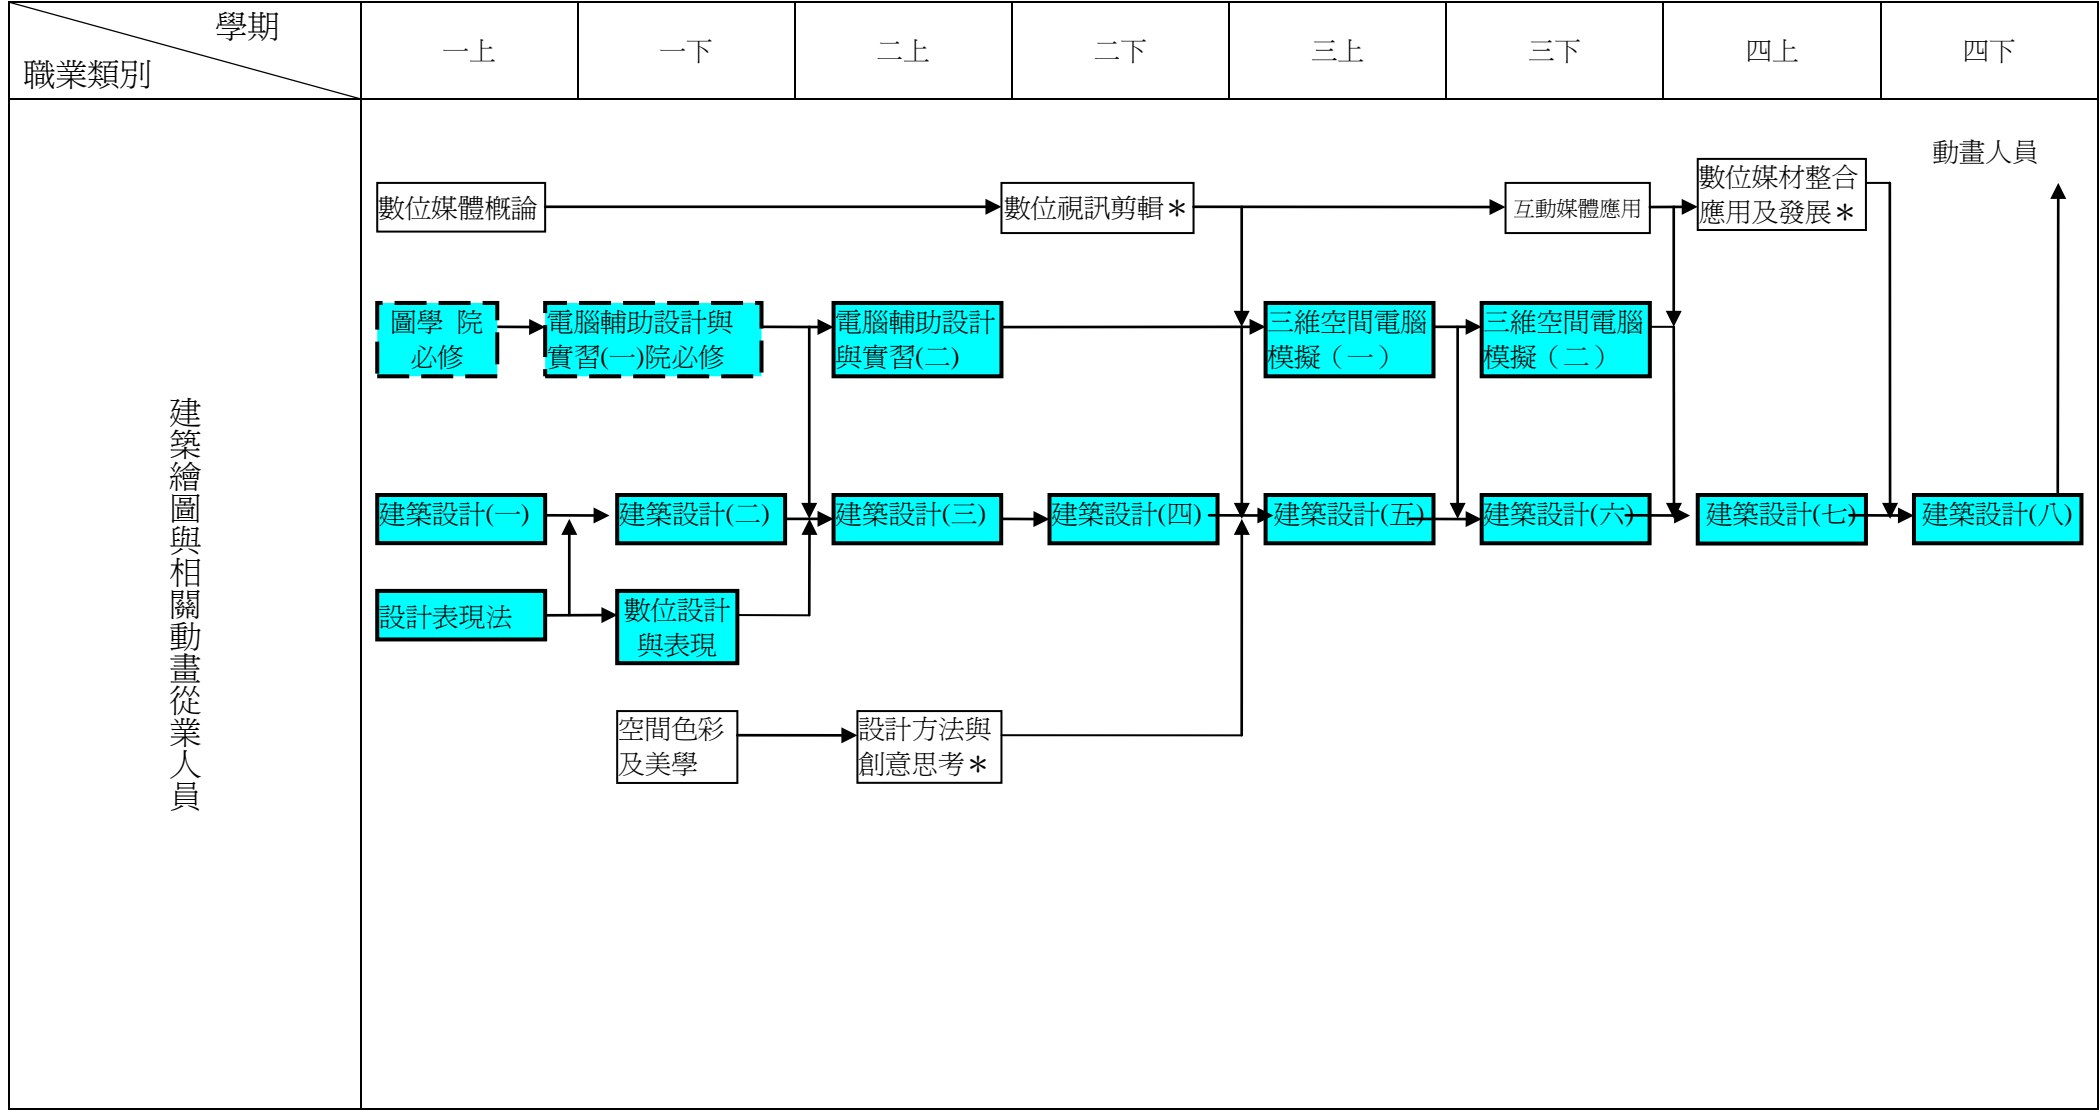 學期
職業類別
一上
一下
二上
二下
三上
三下
四上
四下
建築繪圖與相關動畫從業人員
動畫人員
數位媒體概論
數位視訊剪輯＊
互動媒體應用
數位媒材整合
應用及發展＊
圖學 院
必修
電腦輔助設計與
實習(一)院必修
電腦輔助設計
與實習(二)
三維空間電腦
模擬（一）
三維空間電腦
模擬（二）
建築設計(一)
建築設計(二)
建築設計(三)
建築設計(四)
建築設計(五)
建築設計(六)
建築設計(七)
建築設計(八)
設計表現法
數位設計
與表現
空間色彩
及美學
設計方法與
創意思考＊